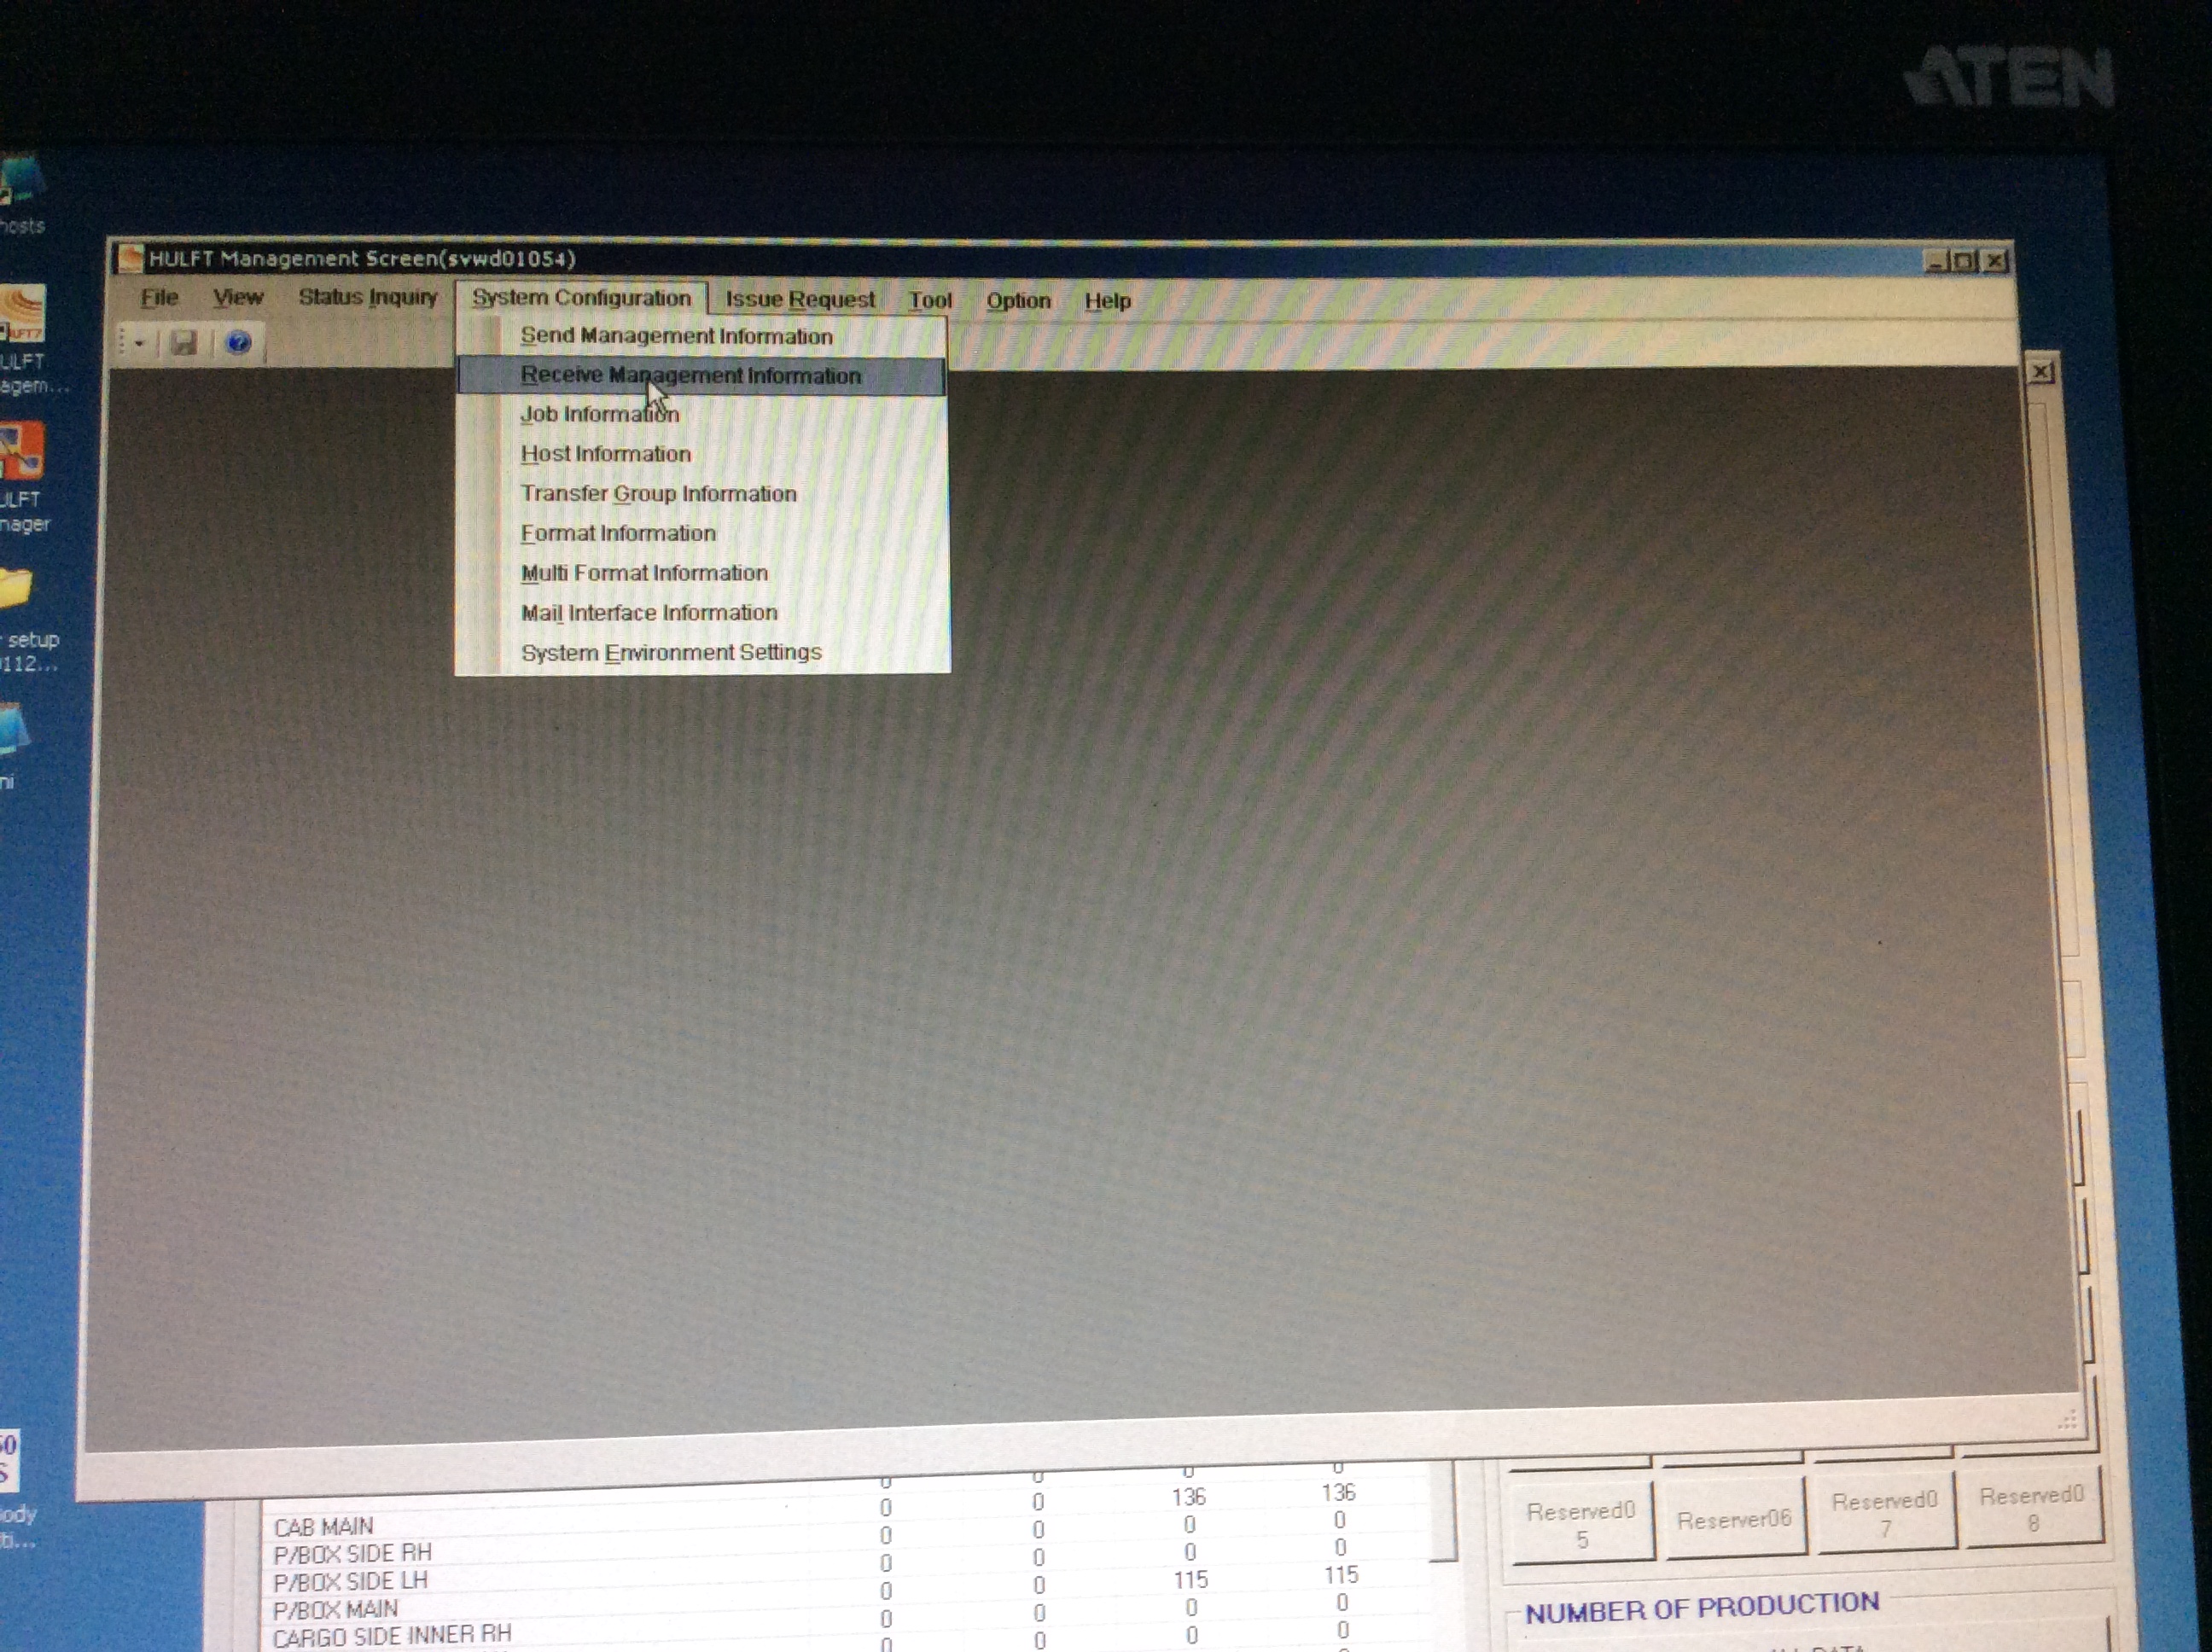 ATEN
hosts
HULFT Management Screen(svwd01054)
File View Status Inquiry System Configuration Issue Request Tool Option Help
Send Management Information
Receive Management Information
Job Information
Host Information
Transfer Group Information
Format Information
Multi Format Information
Mail Interface Information
System Environment Settings
setup
112...
0 0 136 136
CAB MAIN 0 0 0 0
P/BOX SIDE RH 0 0 0 0
P/BOX SIDE LH 0 0 115 115
P/BOX MAIN 0 0 0 0
CARGO SIDE INNER RH 0 0 0 0
Reserved0
5
Reserver06
Reserved0
7
Reserved0
8
NUMBER OF PRODUCTION